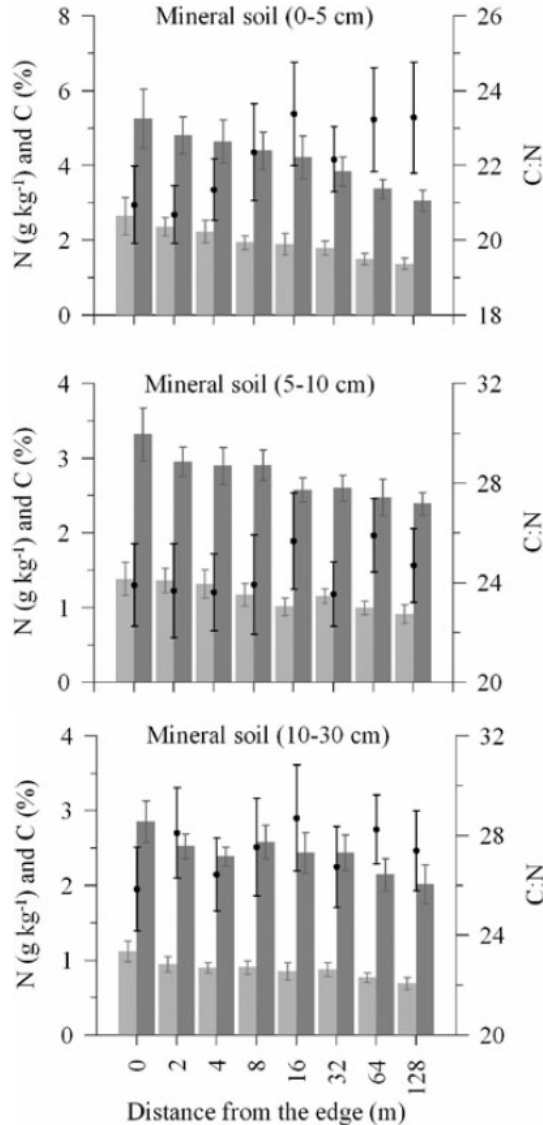 Mineral soil (0-5 cm)
8
6
4
2
0
N (g kg⁻¹) and C (%)
26
24
22
20
18
C:N
Mineral soil (5-10 cm)
4
3
2
1
0
N (g kg⁻¹) and C (%)
32
28
24
20
C:N
Mineral soil (10-30 cm)
4
3
2
1
0
N (g kg⁻¹) and C (%)
32
28
24
20
C:N
0 2 4 8 16 32 64 128
Distance from the edge (m)